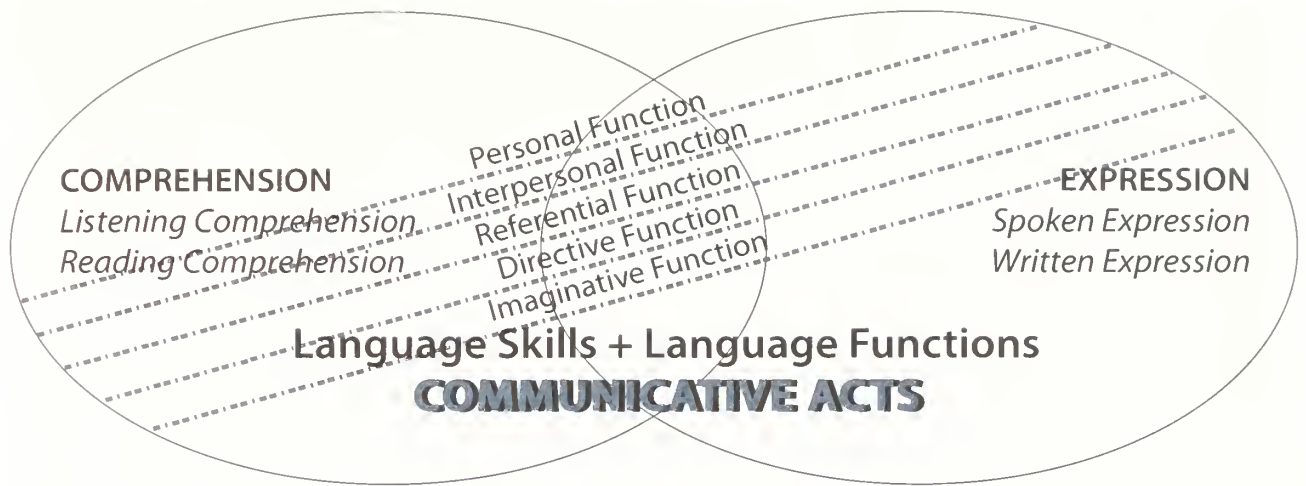 Personal Function
Interpersonal Function
Referential Function
Directive Function
Imaginative Function
COMPREHENSION
Listening Comprehension
Reading Comprehension
EXPRESSION
Spoken Expression
Written Expression
Language Skills + Language Functions
COMMUNICATIVE ACTS